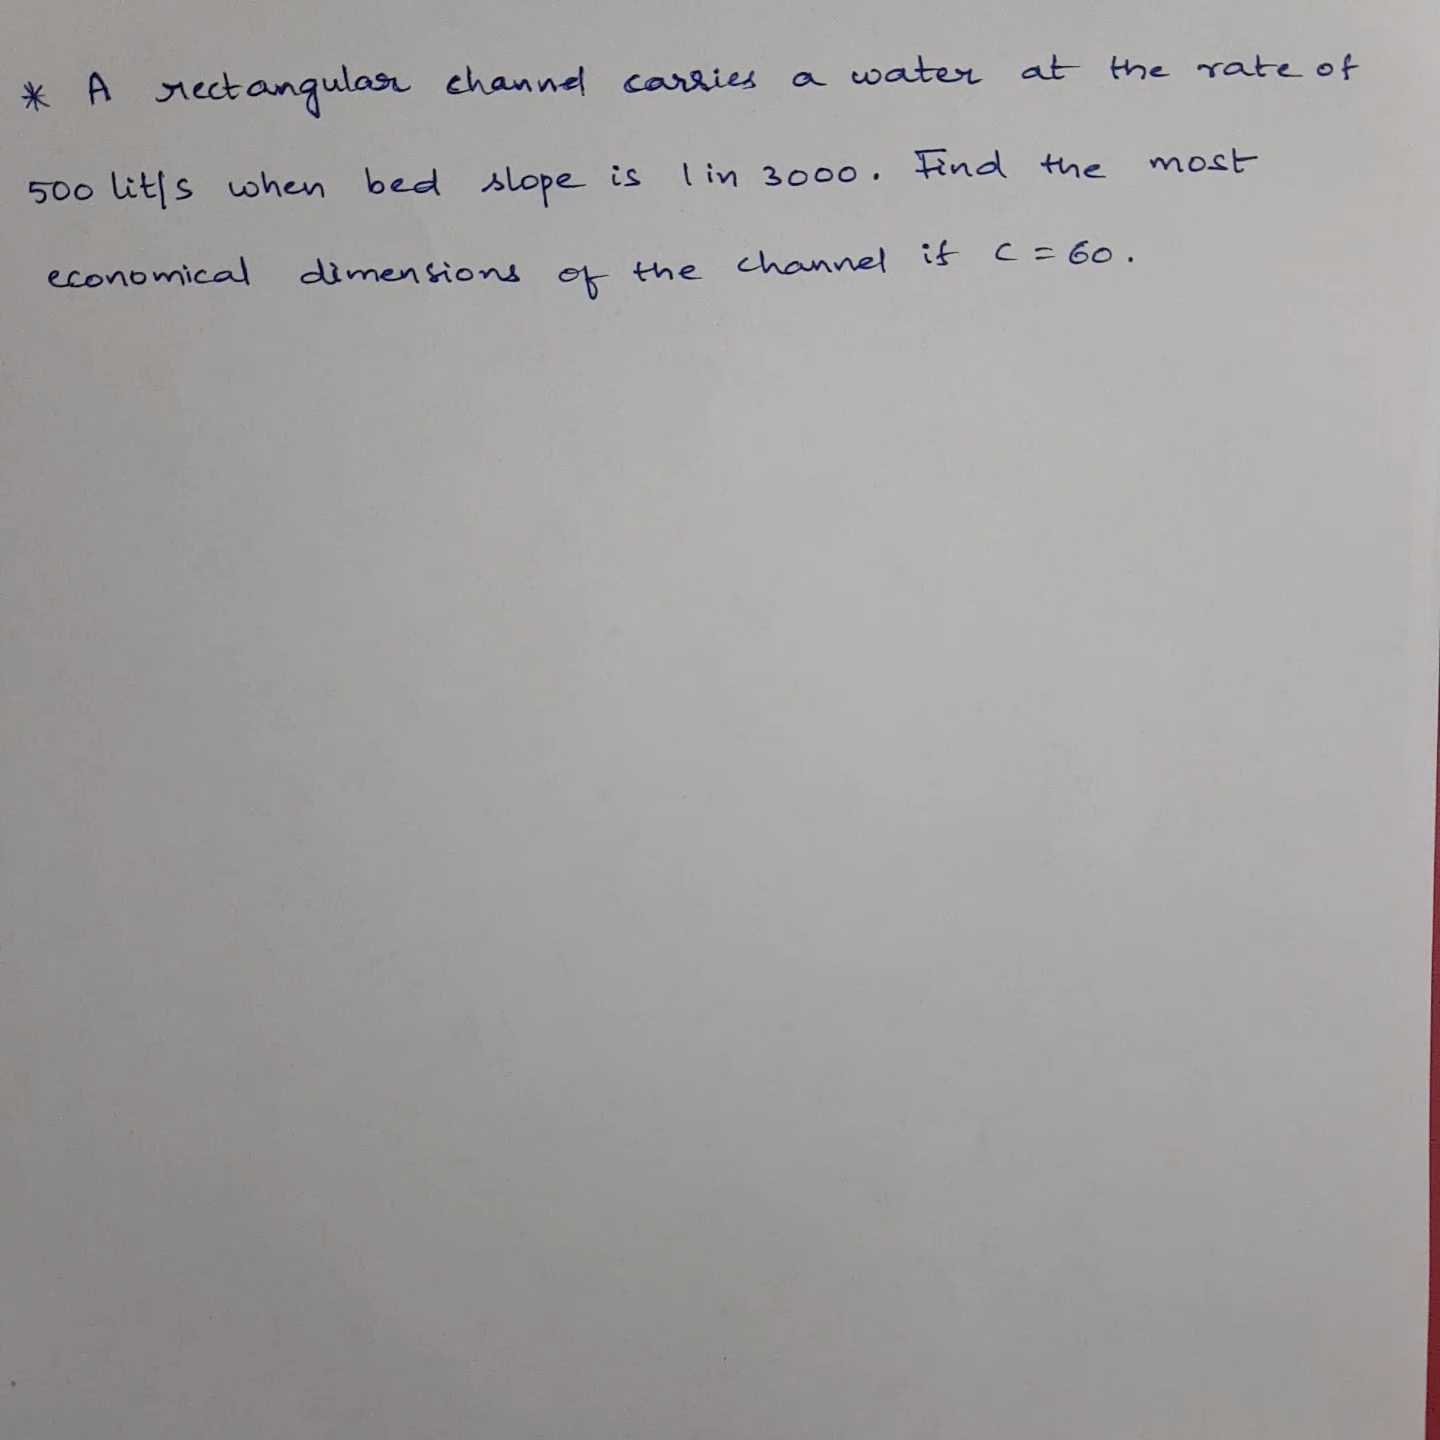 * A rectangular channel carries a water at the rate of
500 lit/s when bed slope is 1 in 3000. Find the most
economical dimensions of the channel if C = 60.